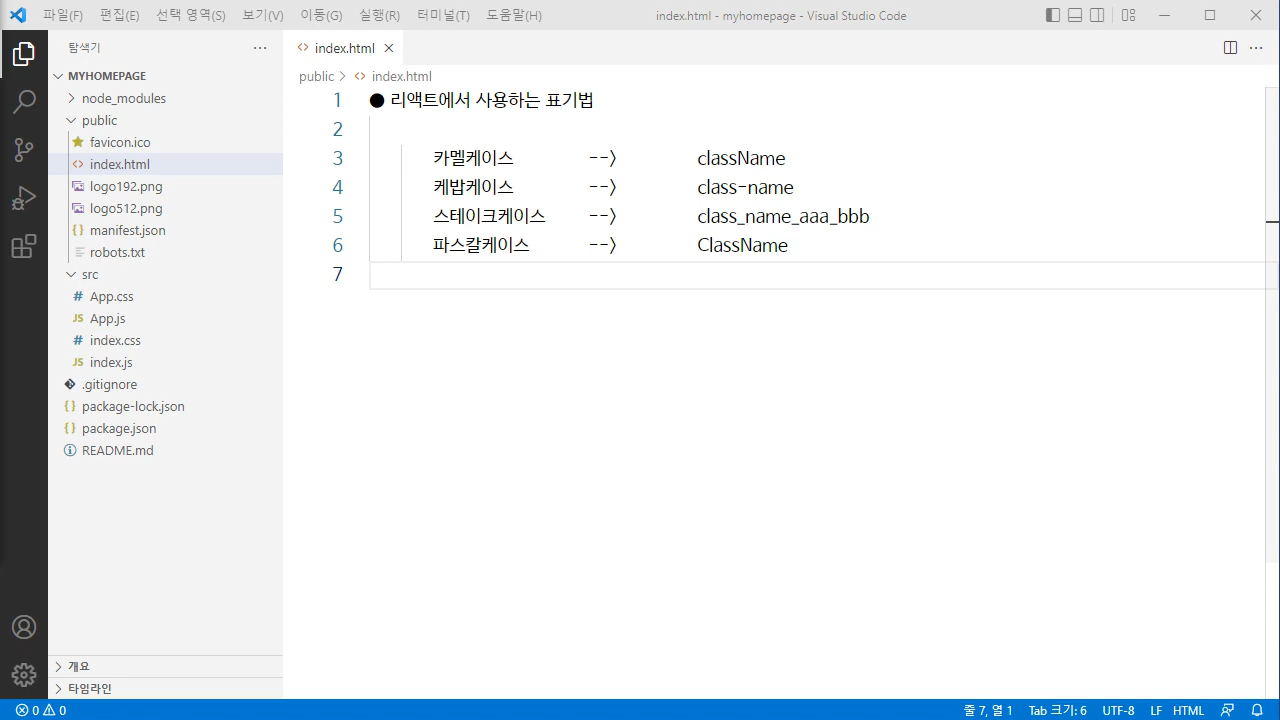 파일(F) 편집(E) 선택 영역(S) 보기(V) 이동(G) 실행(R) 터미널(T) 도움말(H) index.html - myhomepage - Visual Studio Code
탐색기
MYHOMEPAGE
node_modules
public
favicon.ico
index.html
logo192.png
logo512.png
manifest.json
robots.txt
src
App.css
App.js
index.css
index.js
.gitignore
package-lock.json
package.json
README.md
개요
타임라인
index.html
public > index.html
1 ● 리액트에서 사용하는 표기법
2
3 카멜케이스 --> className
4 케밥케이스 --> class-name
5 스테이크케이스 --> class_name_aaa_bbb
6 파스칼케이스 --> ClassName
7
0 0 줄 7, 열 1 Tab 크기: 6 UTF-8 LF HTML